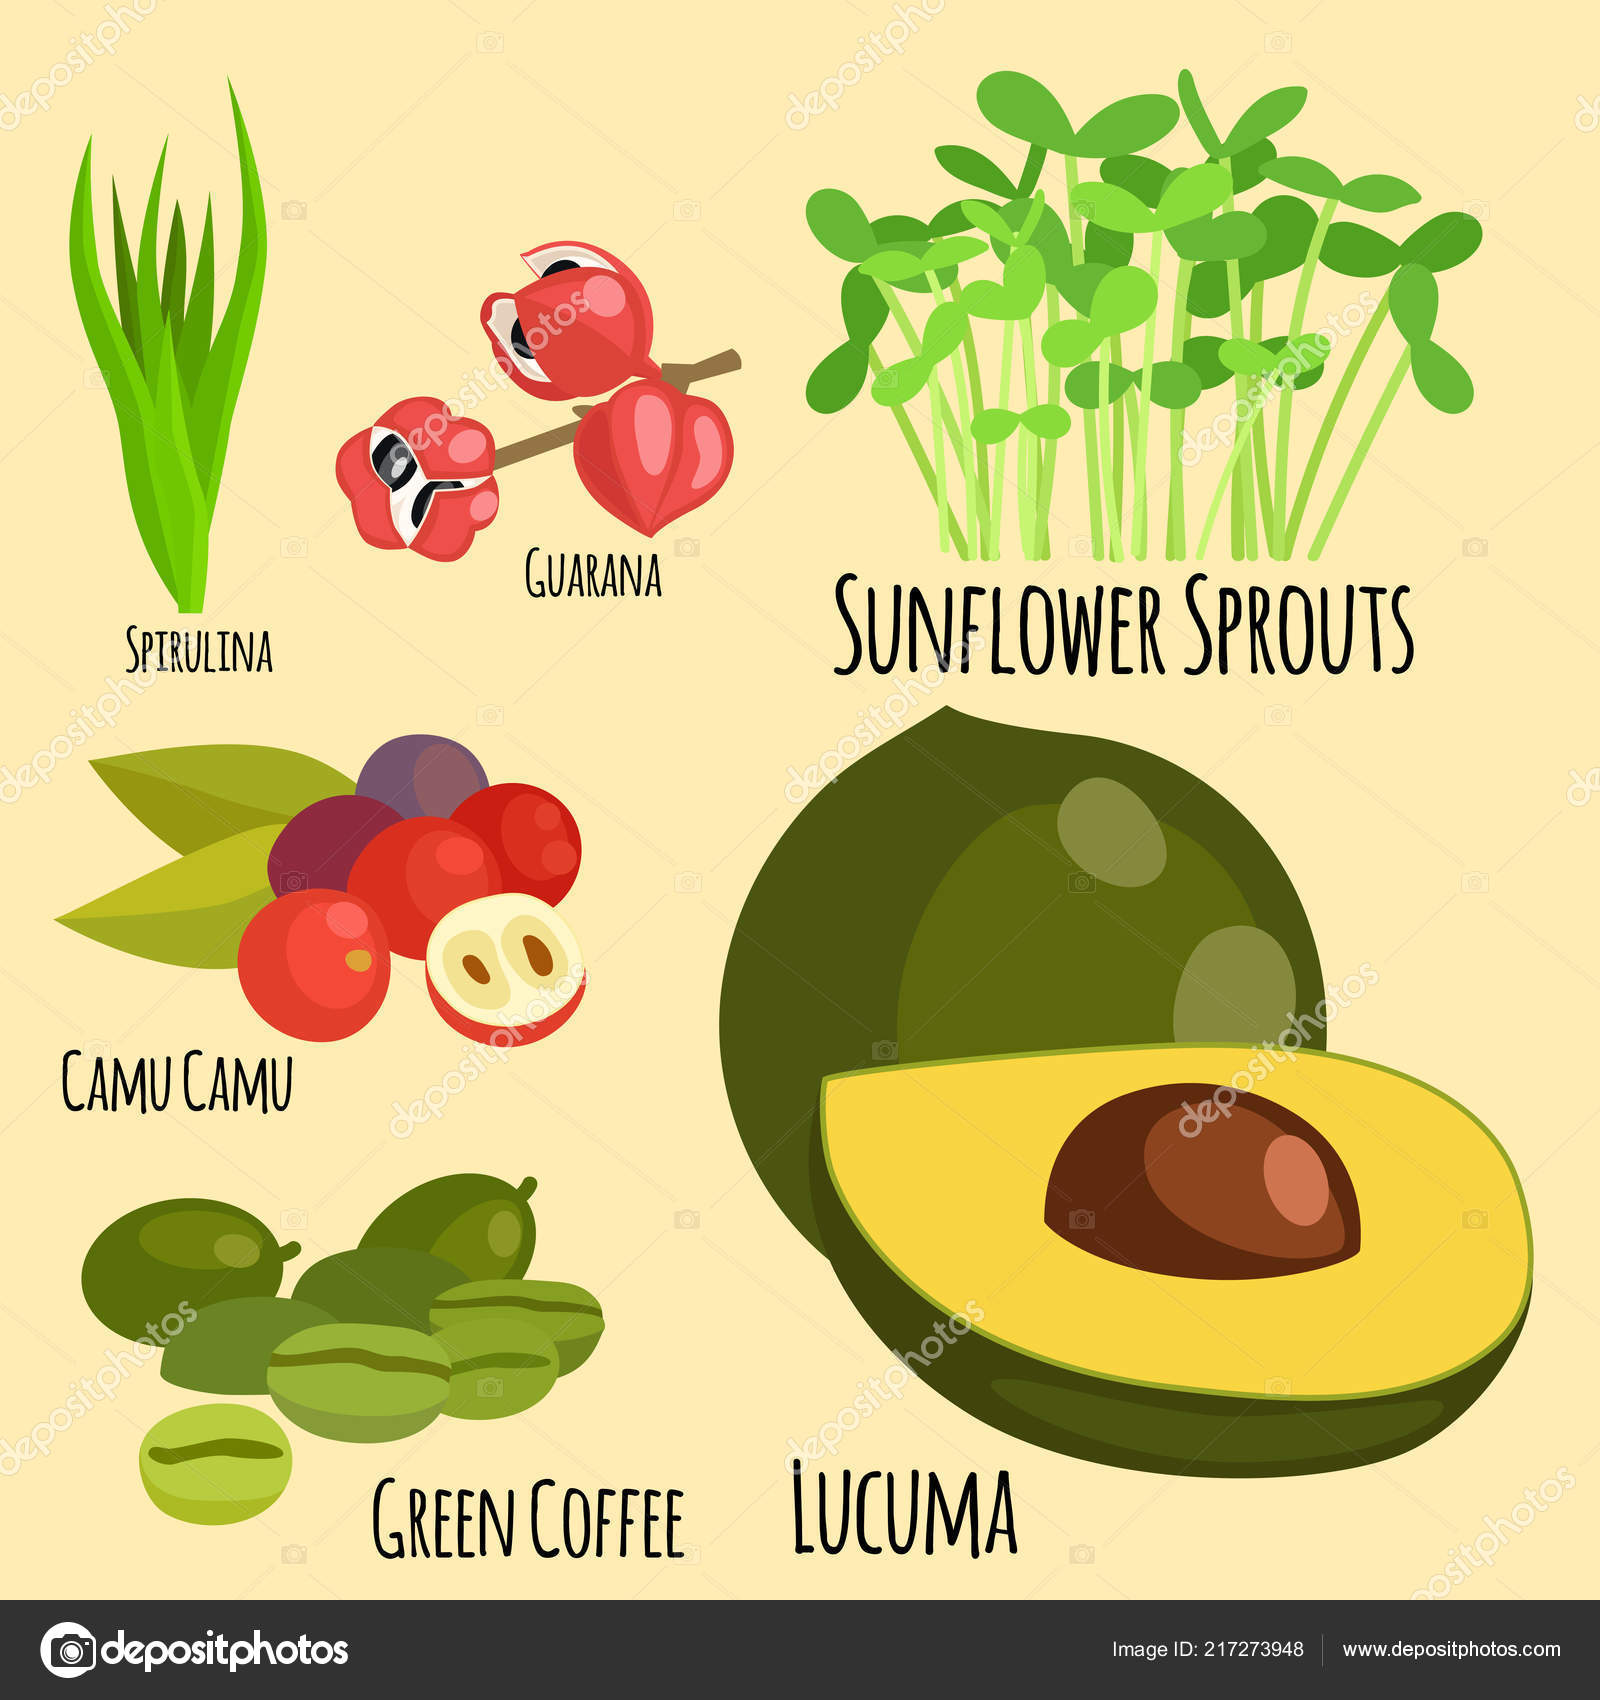 Guarana
Spirulina
Sunflower Sprouts
Camu Camu
Green Coffee
Lucuma
depositphotos
Image ID: 217273948
www.depositphotos.com